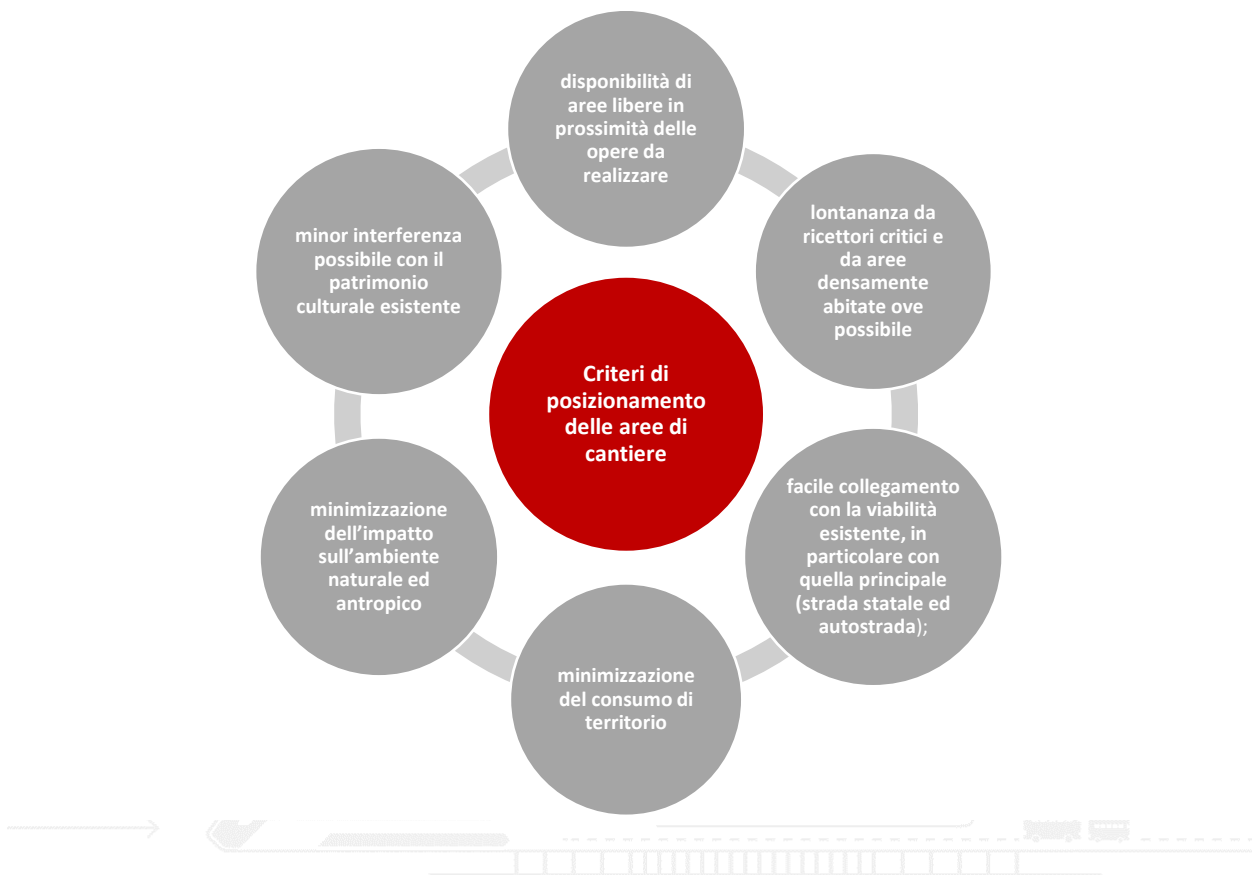 disponibilità di
aree libere in
prossimità delle
opere da
realizzare
lontananza da
ricettori critici e
da aree
densamente
abitate ove
possibile
facile collegamento
con la viabilità
esistente, in
particolare con
quella principale
(strada statale ed
autostrada);
minimizzazione
del consumo di
territorio
minimizzazione
dell’impatto
sull’ambiente
naturale ed
antropico
minor interferenza
possibile con il
patrimonio
culturale esistente
Criteri di
posizionamento
delle aree di
cantiere